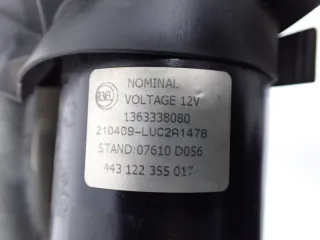 NOMINAL
VOLTAGE 12V
1363338080
210409-LUC2A1478
STAND:07610 D056
443 122 355 017